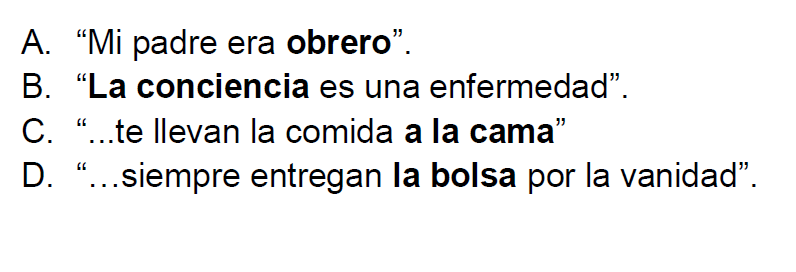 A. “Mi padre era obrero”.
B. “La conciencia es una enfermedad”.
C. “...te llevan la comida a la cama”
D. “…siempre entregan la bolsa por la vanidad”.